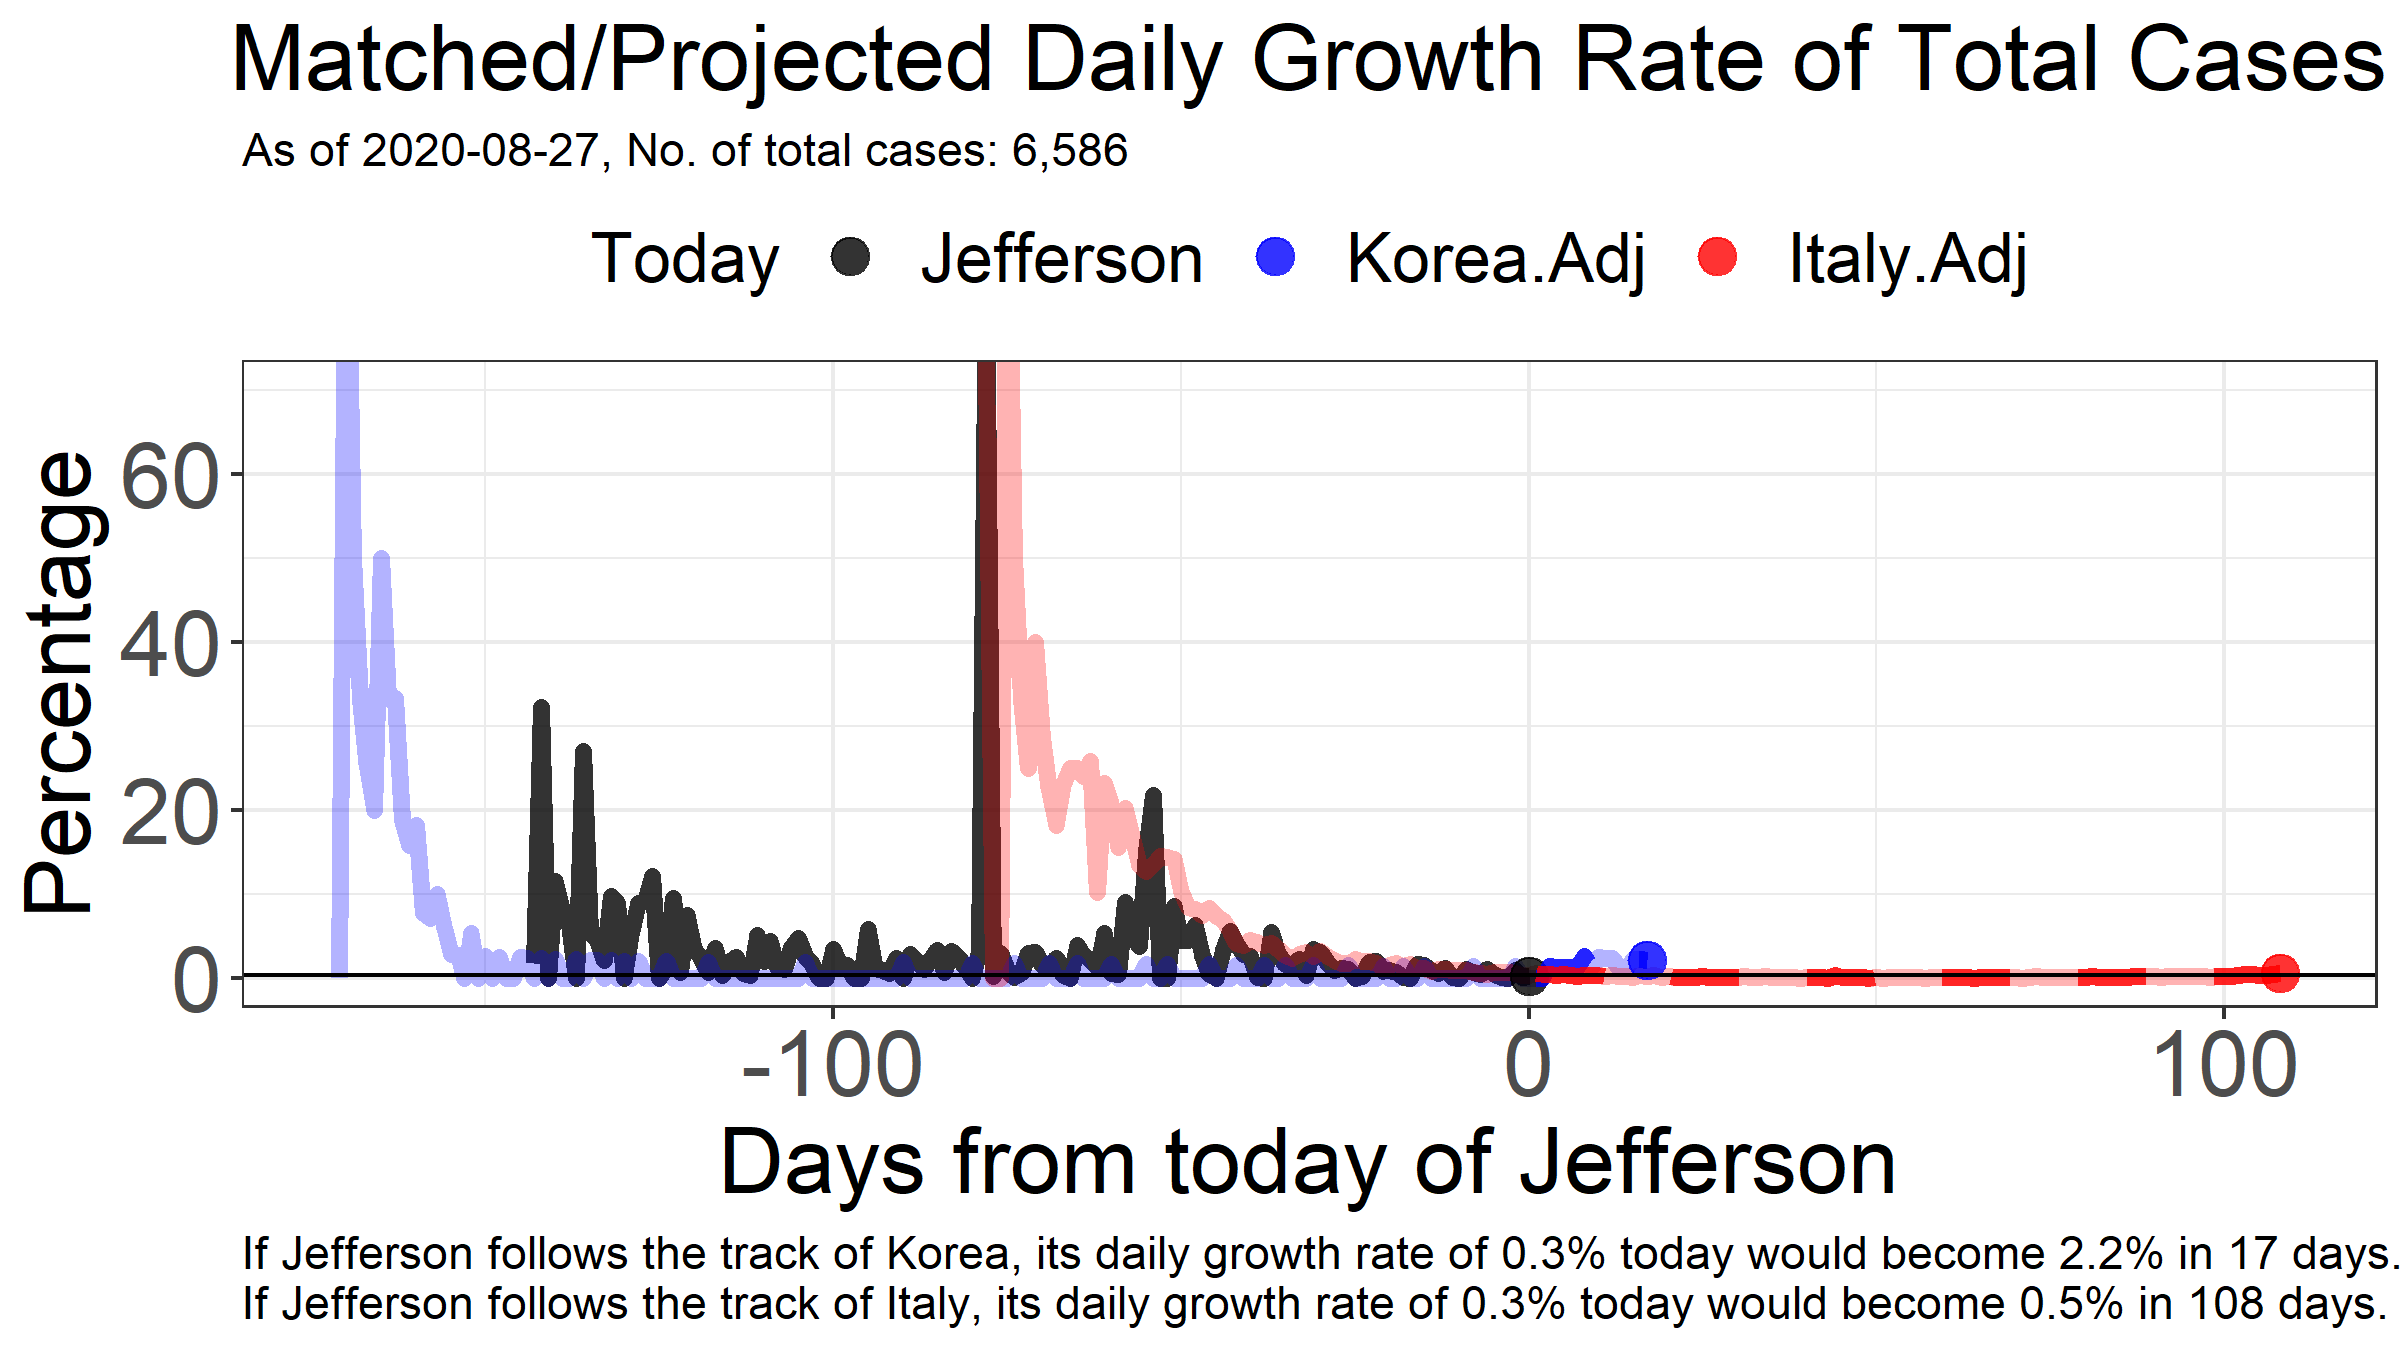 Matched/Projected Daily Growth Rate of Total Cases
As of 2020-08-27, No. of total cases: 6,586
Today Jefferson Korea.Adj Italy.Adj
Percentage
60
40
20
0
-100 0 100
Days from today of Jefferson
If Jefferson follows the track of Korea, its daily growth rate of 0.3% today would become 2.2% in 17 days.
If Jefferson follows the track of Italy, its daily growth rate of 0.3% today would become 0.5% in 108 days.